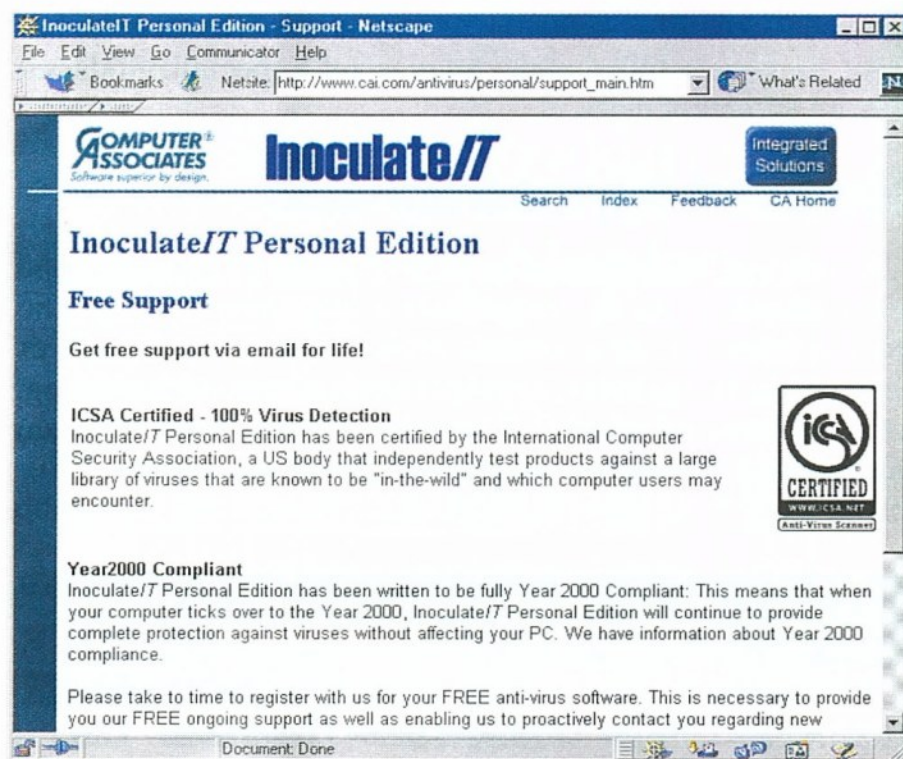 InoculateIT Personal Edition - Support - Netscape
File Edit View Go Communicator Help
Bookmarks Netsite: http://www.cai.com/antivirus/personal/support_main.htm What's Related N
COMPUTER® ASSOCIATES
Software superior by design.
InoculateIT
Integrated Solutions
Search Index Feedback CA Home
InoculateIT Personal Edition
Free Support
Get free support via email for life!
ICSA Certified - 100% Virus Detection
InoculateIT Personal Edition has been certified by the International Computer
Security Association, a US body that independently test products against a large
library of viruses that are known to be "in-the-wild" and which computer users may
encounter.
ICSA
CERTIFIED
WWW.ICSA.NET
Anti-Virus Scanner
Year2000 Compliant
InoculateIT Personal Edition has been written to be fully Year 2000 Compliant: This means that when
your computer ticks over to the Year 2000, InoculateIT Personal Edition will continue to provide
complete protection against viruses without affecting your PC. We have information about Year 2000
compliance.
Please take to time to register with us for your FREE anti-virus software. This is necessary to provide
you our FREE ongoing support as well as enabling us to proactively contact you regarding new
Document: Done